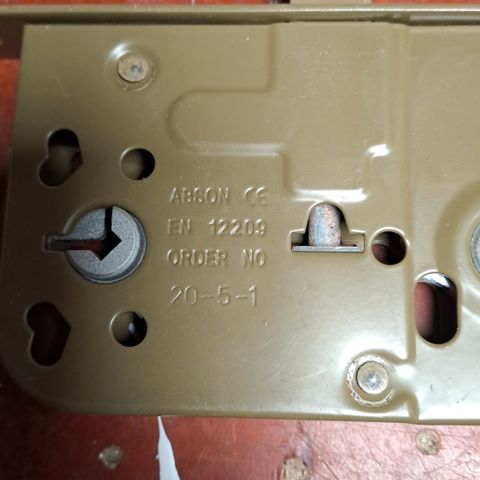 ABSON CE
EN 12209
ORDER NO
20-5-1